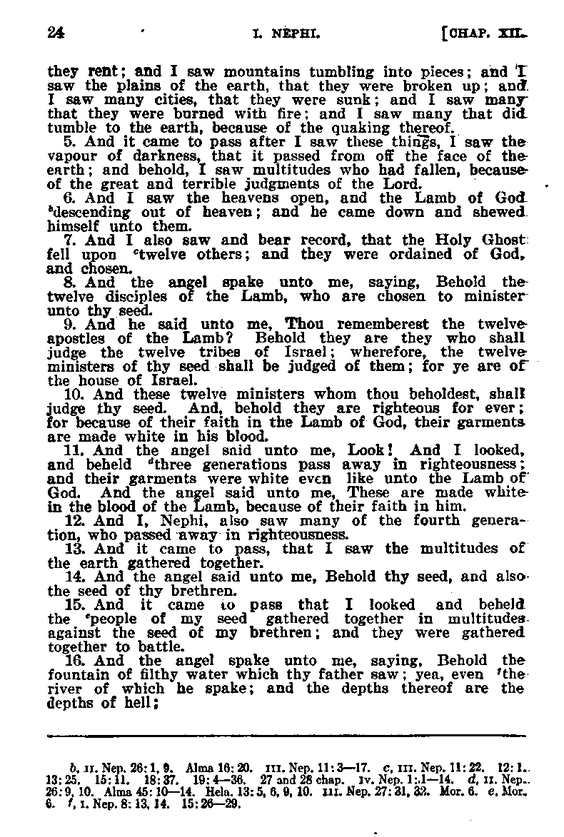 24 I. NEPHI. [CHAP. XII.
they rent; and I saw mountains tumbling into pieces; and I
saw the plains of the earth, that they were broken up; and
I saw many cities, that they were sunk; and I saw many
that they were burned with fire; and I saw many that did
tumble to the earth, because of the quaking thereof.
5. And it came to pass after I saw these things, I saw the
vapour of darkness, that it passed from off the face of the
earth; and behold, I saw multitudes who had fallen, because
of the great and terrible judgments of the Lord.
6. And I saw the heavens open, and the Lamb of God
ᵇdescending out of heaven; and he came down and shewed
himself unto them.
7. And I also saw and bear record, that the Holy Ghost
fell upon ᶜtwelve others; and they were ordained of God,
and chosen.
8. And the angel spake unto me, saying, Behold the
twelve disciples of the Lamb, who are chosen to minister
unto thy seed.
9. And he said unto me, Thou rememberest the twelve
apostles of the Lamb? Behold they are they who shall
judge the twelve tribes of Israel; wherefore, the twelve
ministers of thy seed shall be judged of them; for ye are of
the house of Israel.
10. And these twelve ministers whom thou beholdest, shall
judge thy seed. And, behold they are righteous for ever;
for because of their faith in the Lamb of God, their garments
are made white in his blood.
11. And the angel said unto me, Look! And I looked,
and beheld ᵈthree generations pass away in righteousness;
and their garments were white even like unto the Lamb of
God. And the angel said unto me, These are made white
in the blood of the Lamb, because of their faith in him.
12. And I, Nephi, also saw many of the fourth genera-
tion, who passed away in righteousness.
13. And it came to pass, that I saw the multitudes of
the earth gathered together.
14. And the angel said unto me, Behold thy seed, and also
the seed of thy brethren.
15. And it came to pass that I looked and beheld
the ᵉpeople of my seed gathered together in multitudes
against the seed of my brethren; and they were gathered
together to battle.
16. And the angel spake unto me, saying, Behold the
fountain of filthy water which thy father saw; yea, even ᶠthe
river of which he spake; and the depths thereof are the
depths of hell;
b, II. Nep. 26:1, 9. Alma 16:20. III. Nep. 11:3—17. c, III. Nep. 11:22. 12:1.
13:25. 15:11. 18:37. 19:4—36. 27 and 28 chap. IV. Nep. 1:1—14. d, II. Nep.
26:9, 10. Alma 45:10—14. Hela. 13:5, 6, 9, 10. III. Nep. 27:31, 32. Mor. 6. e, Mor.
6. f, I. Nep. 8:13, 14. 15:26—29.